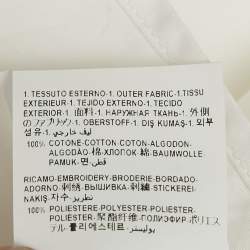 1. TESSUTO ESTERNO-1. OUTER FABRIC-1.TISSU
EXTERIEUR-1. TEJIDO EXTERNO-1. TECIDO
EXTERIOR-1. 面料-1. НАРУЖНАЯ ТКАНЬ-1. 外側
のファブリック-1. OBERSTOFF-1. DIŞ KUMAŞ-1. 외부
섬유-1. ليف خارجي
100% COTONE-COTTON-COTON-ALGODON-
ALGODÃO-棉-ХЛОПОК-綿-BAUMWOLLE
PAMUK-면-قطن
RICAMO-EMBROIDERY-BRODERIE-BORDADO-
ADORNO-刺绣-ВЫШИВКА-刺繍-STICKEREI
NAKIŞ-자수-تطريز
100% POLIESTERE-POLYESTER-POLIESTER-
POLIÉSTER-聚酯纤维-ПОЛИЭФИР-ポリエス
テル-폴리에스테르-بوليستر